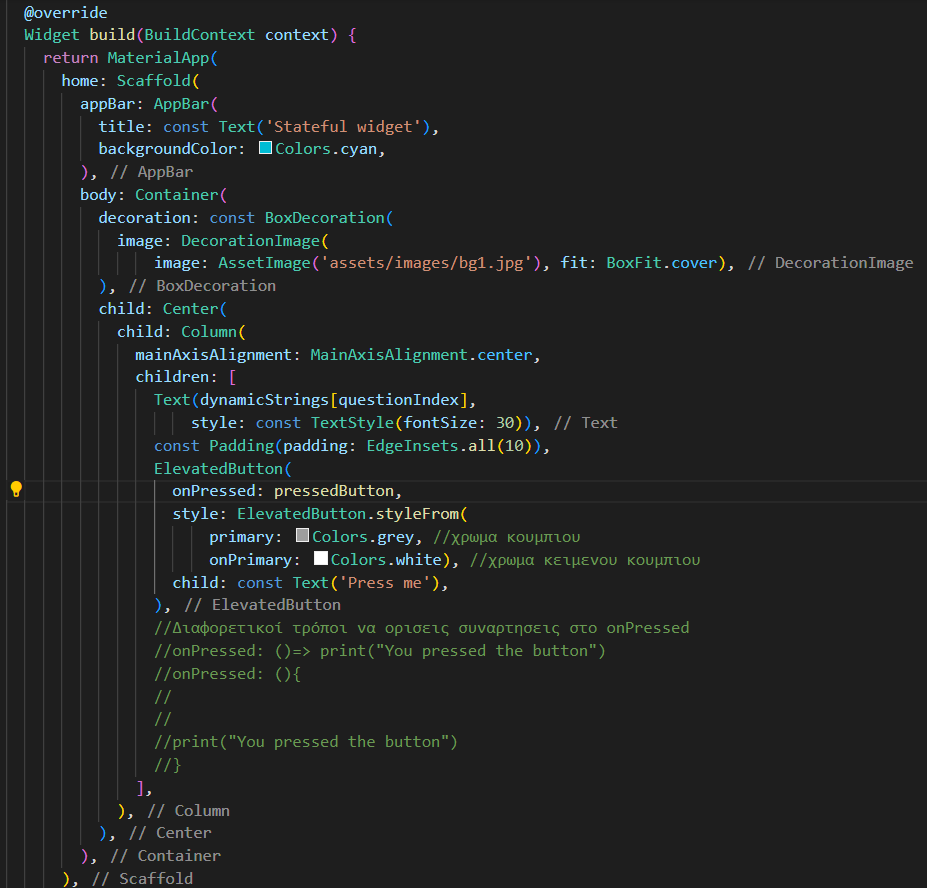 @override
Widget build(BuildContext context) {
return MaterialApp(
home: Scaffold(
appBar: AppBar(
title: const Text('Stateful widget'),
backgroundColor: Colors.cyan,
), // AppBar
body: Container(
decoration: const BoxDecoration(
image: DecorationImage(
image: AssetImage('assets/images/bg1.jpg'), fit: BoxFit.cover), // DecorationImage
), // BoxDecoration
child: Center(
child: Column(
mainAxisAlignment: MainAxisAlignment.center,
children: [
Text(dynamicStrings[questionIndex],
style: const TextStyle(fontSize: 30)), // Text
const Padding(padding: EdgeInsets.all(10)),
ElevatedButton(
onPressed: pressedButton,
style: ElevatedButton.styleFrom(
primary: Colors.grey, //χρωμα κουμπιου
onPrimary: Colors.white), //χρωμα κειμενου κουμπιου
child: const Text('Press me'),
), // ElevatedButton
//Διαφορετικοί τρόποι να ορισεις συναρτησεις στο onPressed
//onPressed: ()=> print("You pressed the button")
//onPressed: (){
//
//
//print("You pressed the button")
//}
],
), // Column
), // Center
), // Container
), // Scaffold